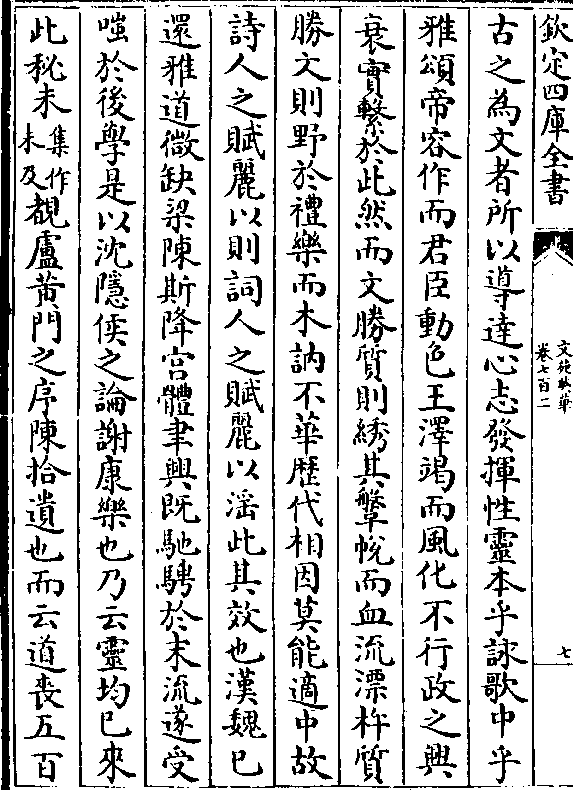 欽定四庫全書
文苑英華
卷七百二
七
古之為文者所以導達心志發揮性靈本乎詠歌中乎
雅頌帝容作而君臣動色王澤竭而風化不行政之興
衰實繫於此然而文勝質則繡其鞶帨而血流漂杵質
勝文則野於禮樂而木訥不華歷代相因莫能適中故
詩人之賦麗以則詞人之賦麗以淫此其效也漢魏已
還雅道微缺梁陳斯降宮體聿興既馳騁於末流遂受
嗤於後學是以沈隱侯之論謝康樂也乃云靈均已來
此秘未集作未及覩盧黃門之序陳拾遺也而云道喪五百